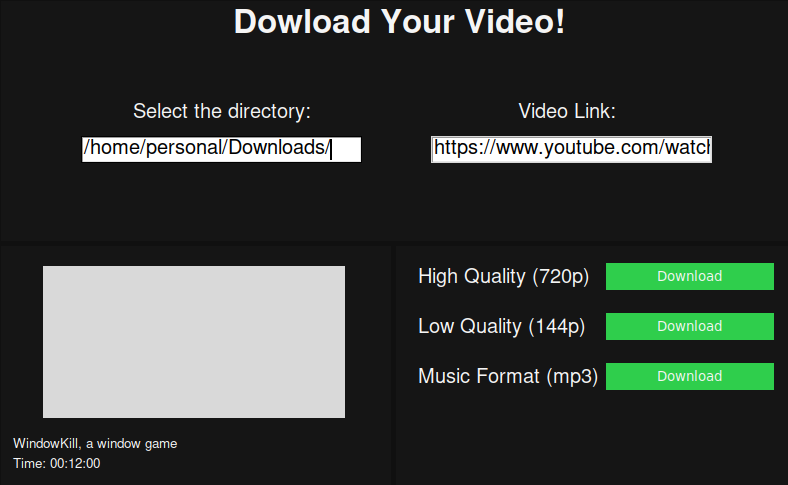 Dowload Your Video!
Select the directory:
Video Link:
/home/personal/Downloads/
https://www.youtube.com/watch
High Quality (720p)
Download
Low Quality (144p)
Download
Music Format (mp3)
Download
WindowKill, a window game
Time: 00:12:00